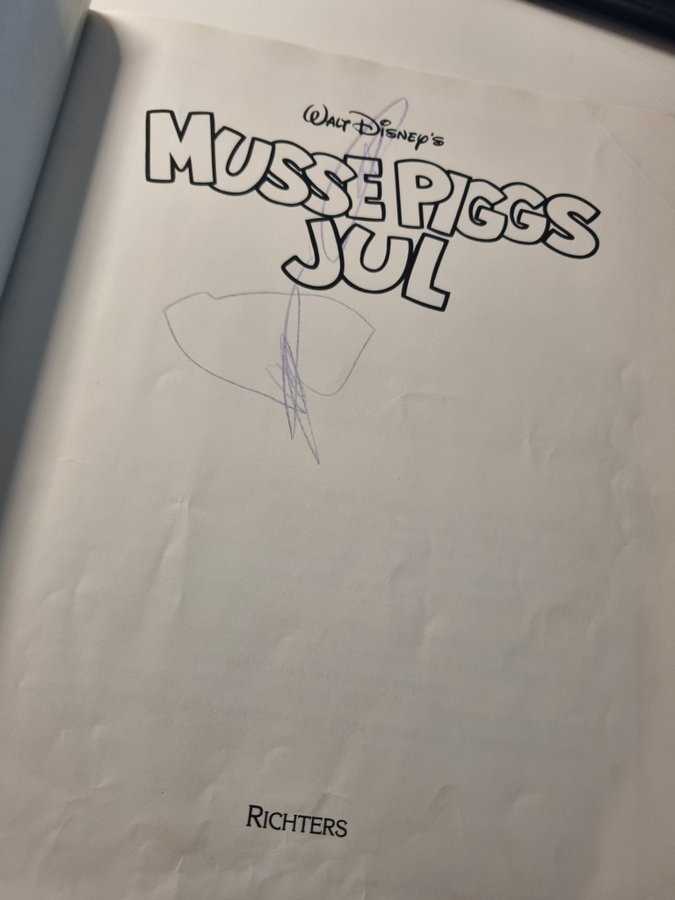 WALT DISNEY'S
MUSSE PIGGS
JUL
RICHTERS